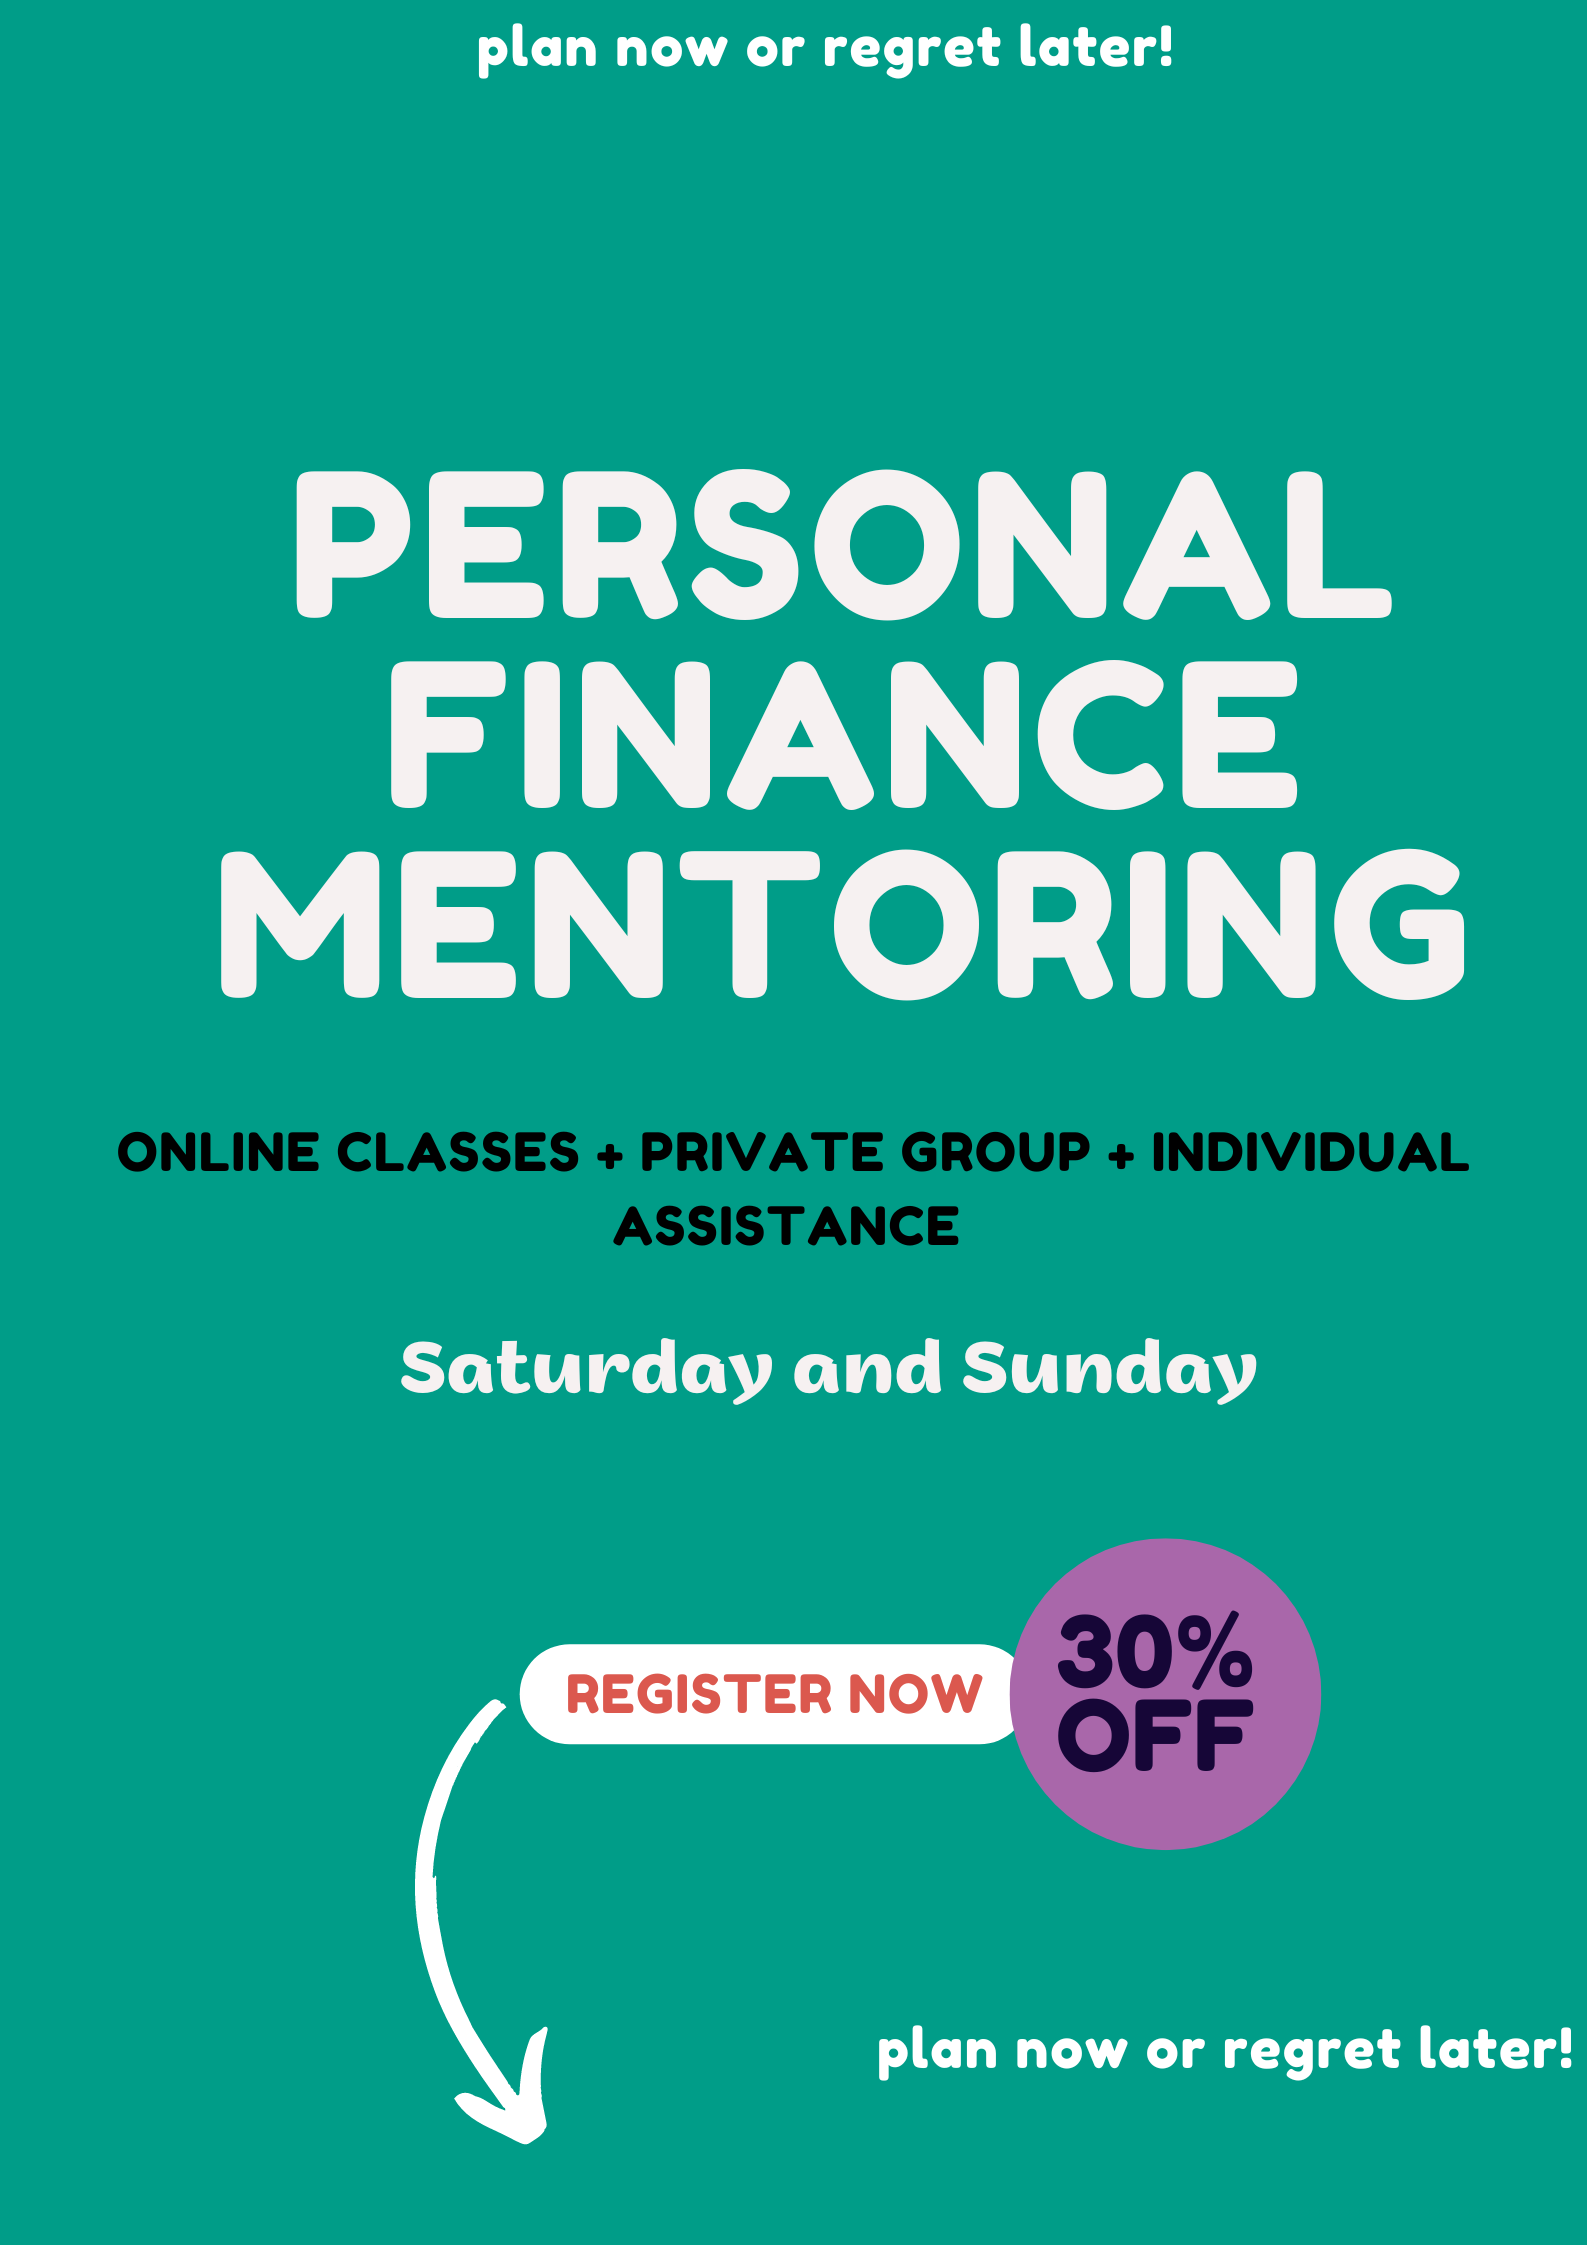 plan now or regret later!
PERSONAL
FINANCE
MENTORING
ONLINE CLASSES + PRIVATE GROUP + INDIVIDUAL
ASSISTANCE
Saturday and Sunday
REGISTER NOW
30%
OFF
plan now or regret later!